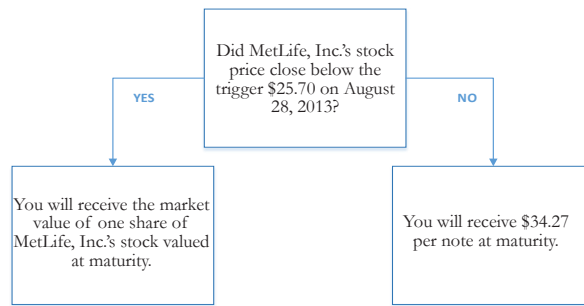 Did MetLife, Inc.'s stock
price close below the
trigger $25.70 on August
28, 2013?
YES
NO
You will receive the market
value of one share of
MetLife, Inc.'s stock valued
at maturity.
You will receive $34.27
per note at maturity.